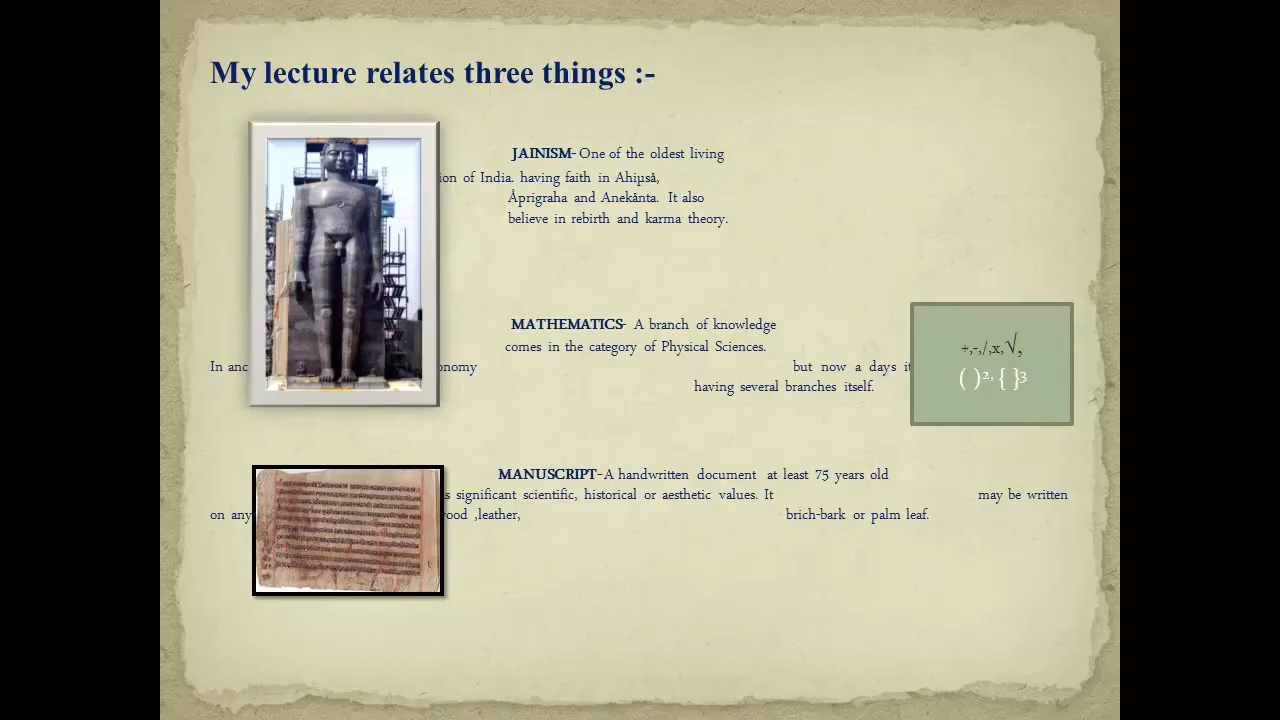 My lecture relates three things :-
JAINISM- One of the oldest living
ion of India. having faith in Ahiμså,
Åprigraha and Anekånta. It also
believe in rebirth and karma theory.
MATHEMATICS- A branch of knowledge
comes in the category of Physical Sciences.
In anc onomy but now a days it
having several branches itself.
+,-,/,x,√,
( )2, { }3
MANUSCRIPT-A handwritten document at least 75 years old
s significant scientific, historical or aesthetic values. It may be written
on any ood ,leather, brich-bark or palm leaf.